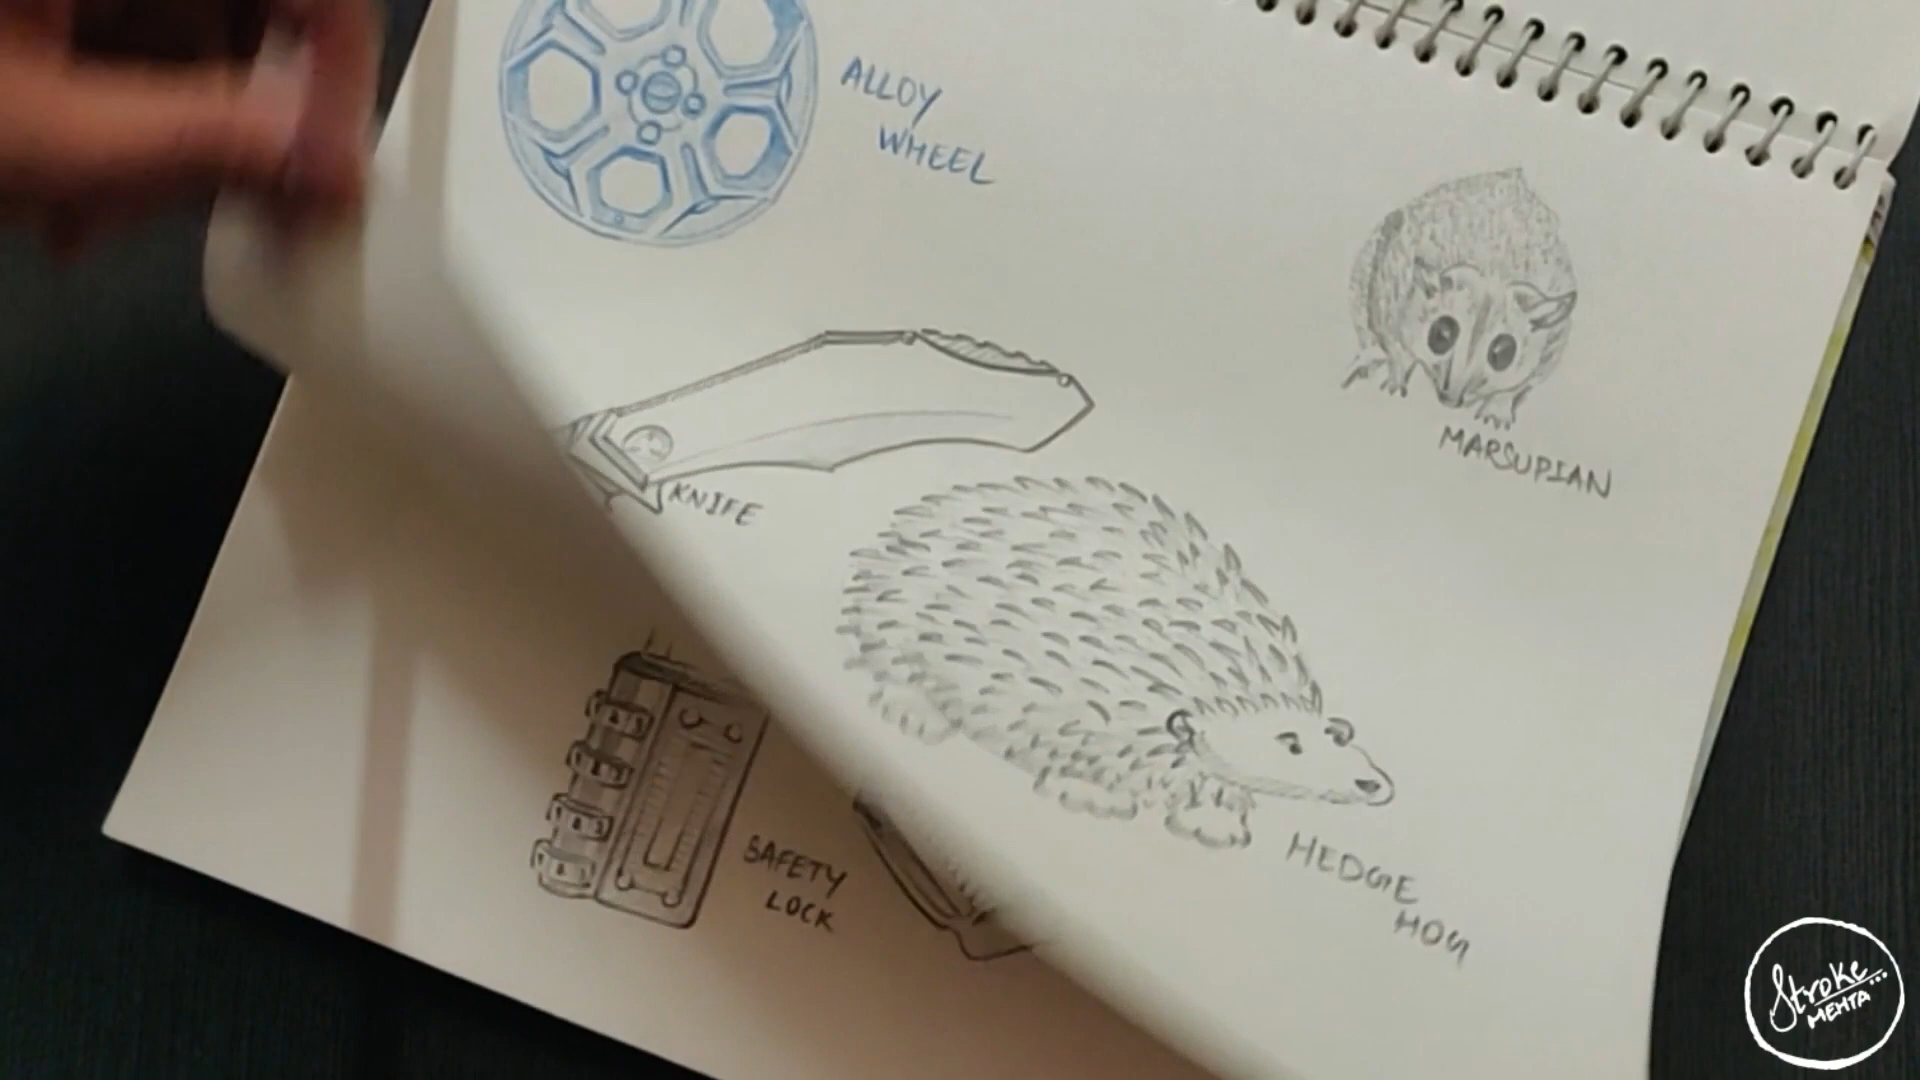 ALLOY
WHEEL
MARSUPIAN
KNIFE
HEDGE
HOG
SAFETY
LOCK
Stroke...
MEHTA